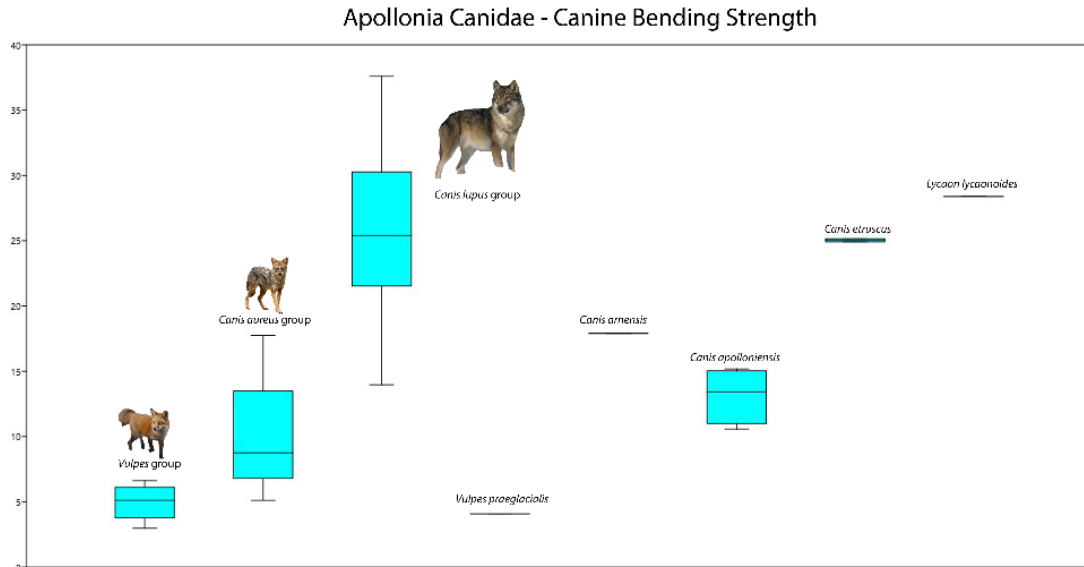 Apollonia Canidae - Canine Bending Strength
40
35
30
25
20
15
10
5
Vulpes group
Canis aureus group
Canis lupus group
Vulpes praeglacialis
Canis arnensis
Canis apolloniensis
Canis etruscus
Lycaon lycaonoides